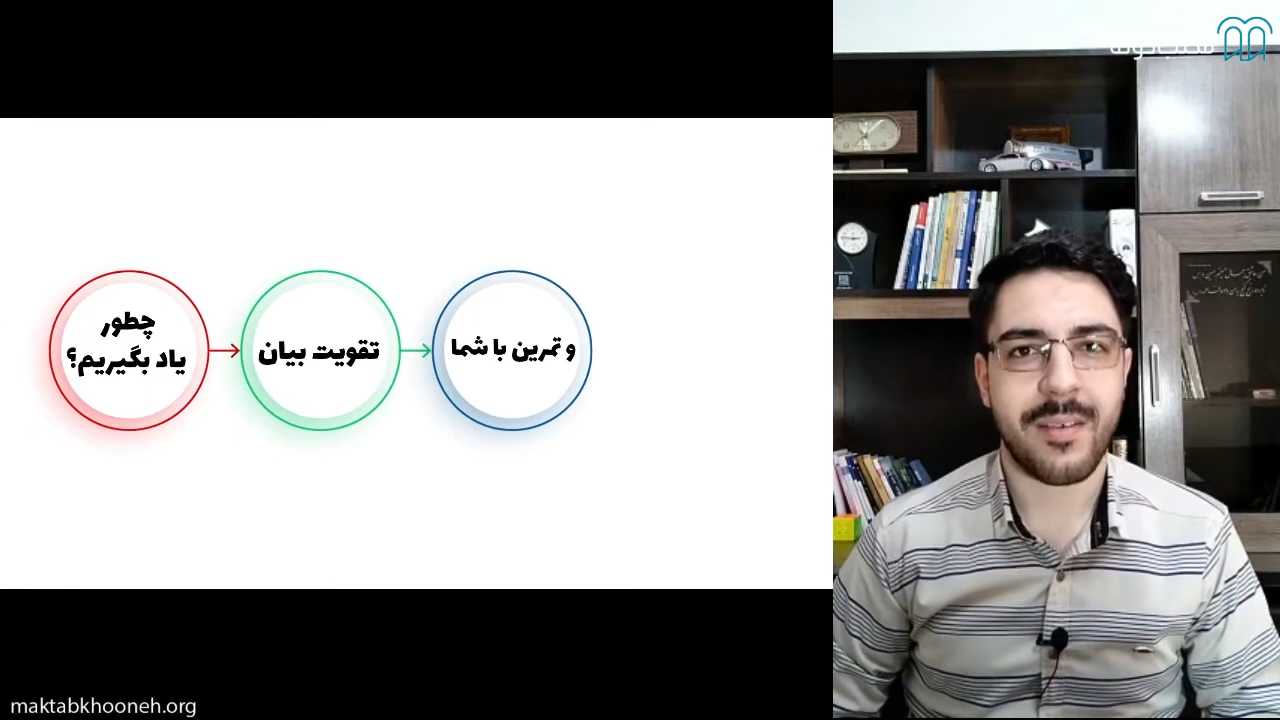 چطور
یاد بگیریم؟
تقویت بیان
و تمرین با شما
maktabkhooneh.org